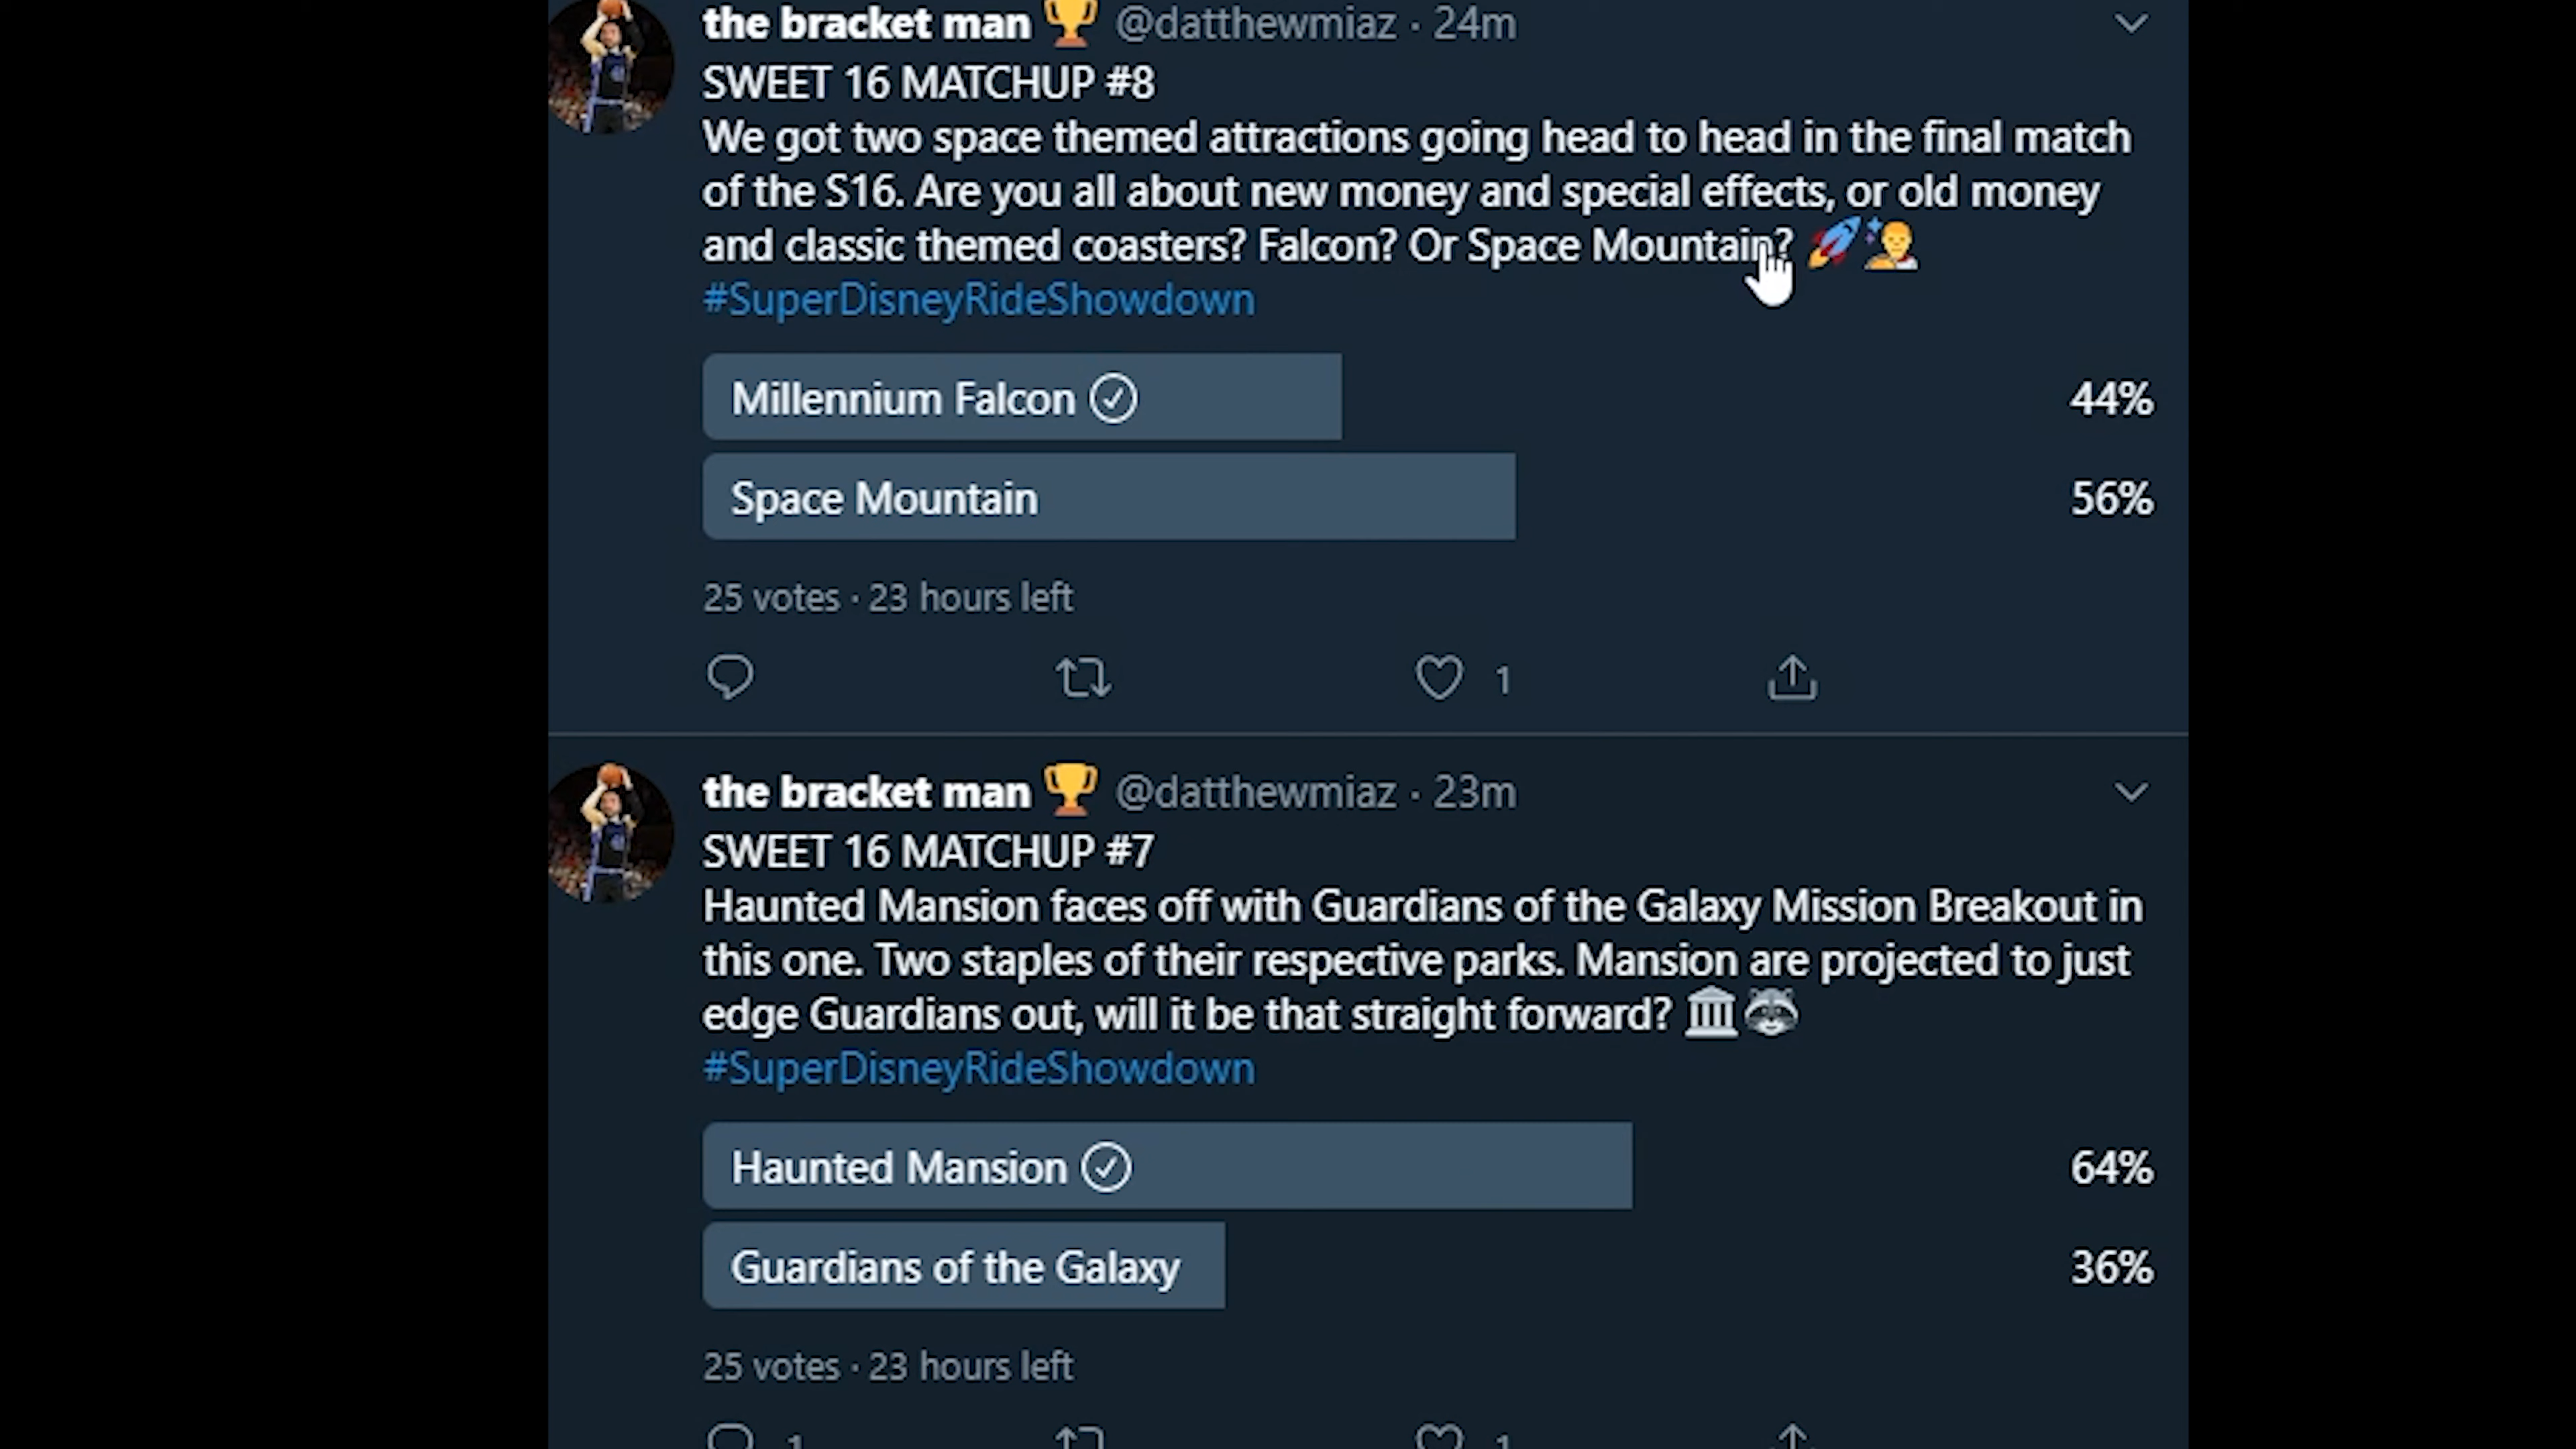 the bracket man 🏆 @datthewmiaz · 24m
SWEET 16 MATCHUP #8
We got two space themed attractions going head to head in the final match
of the S16. Are you all about new money and special effects, or old money
and classic themed coasters? Falcon? Or Space Mountain? 🚀👨‍🚀
#SuperDisneyRideShowdown
Millennium Falcon
44%
Space Mountain
56%
25 votes · 23 hours left
1
the bracket man 🏆 @datthewmiaz · 23m
SWEET 16 MATCHUP #7
Haunted Mansion faces off with Guardians of the Galaxy Mission Breakout in
this one. Two staples of their respective parks. Mansion are projected to just
edge Guardians out, will it be that straight forward? 🏛️🦝
#SuperDisneyRideShowdown
Haunted Mansion
64%
Guardians of the Galaxy
36%
25 votes · 23 hours left
1 1